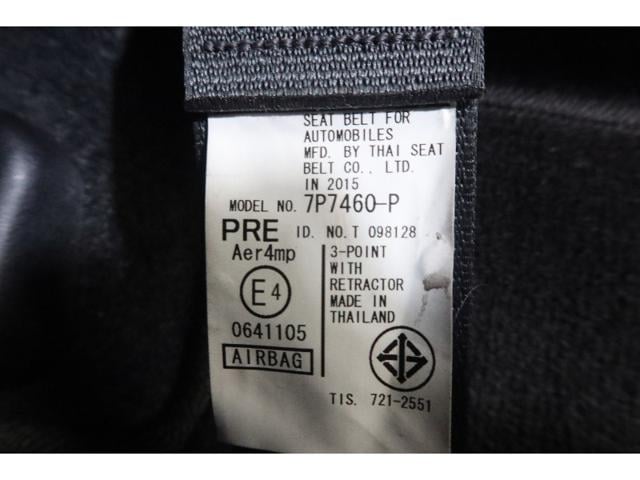 SEAT BELT FOR
AUTOMOBILES
MFD. BY THAI SEAT
BELT CO., LTD.
IN 2015
MODEL NO. 7P7460-P
PRE ID. NO.T 098128
Aer4mp
3-POINT
WITH
RETRACTOR
MADE IN
THAILAND
E4
0641105
AIRBAG
TIS. 721-2551